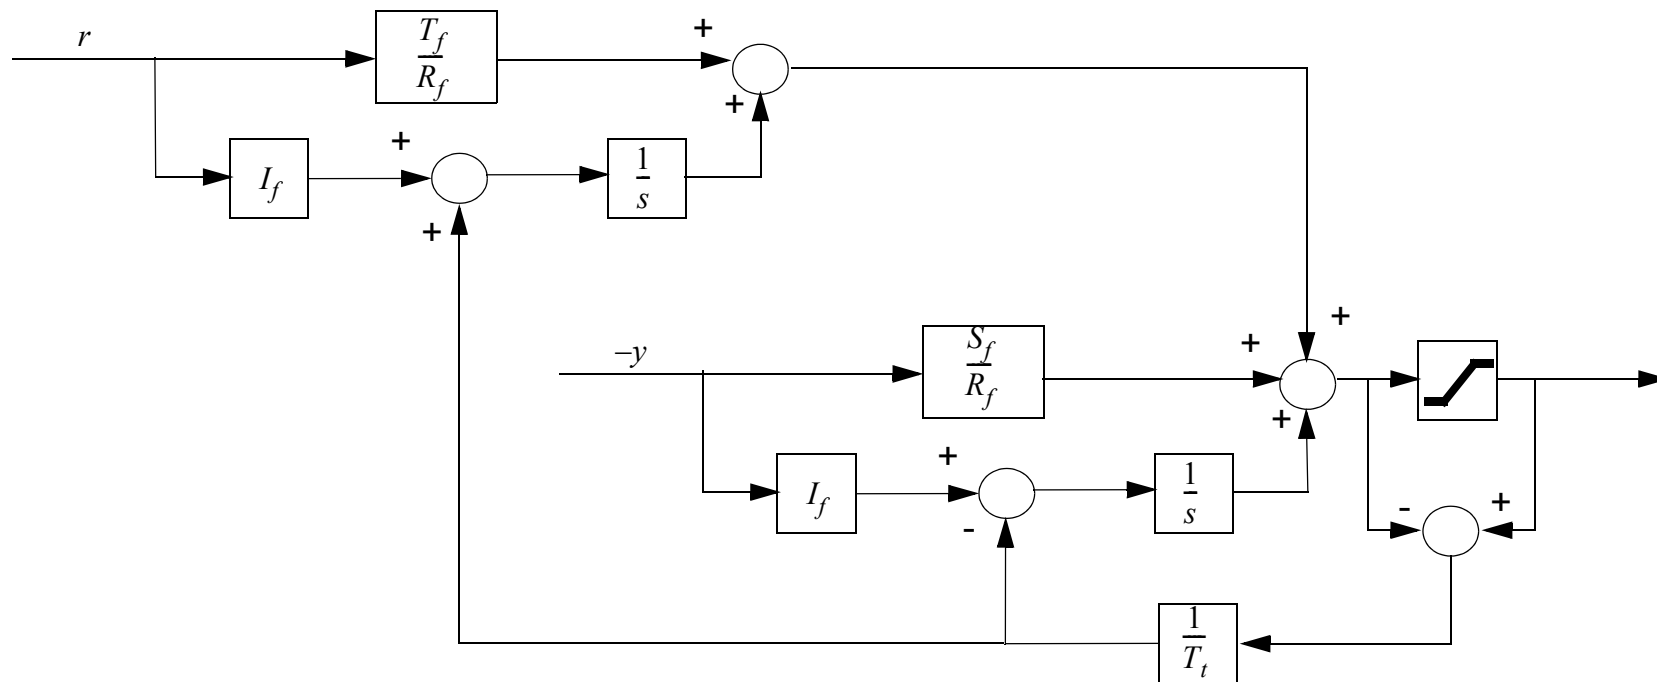 r
T_f
R_f
+
+
I_f
+
+
1
s
−y
S_f
R_f
+
+
+
I_f
+
-
1
s
-
+
1
T_t